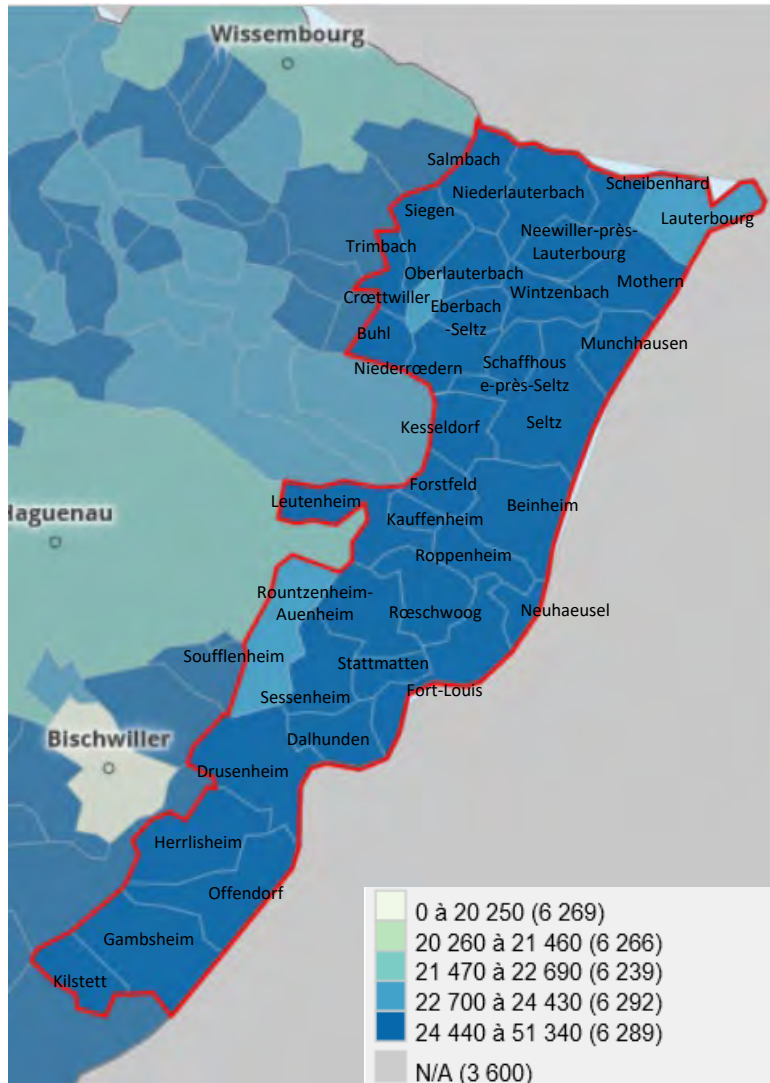 Wissembourg
Salmbach
Niederlauterbach
Scheibenhard
Siegen
Lauterbourg
Neewiller-près-
Lauterbourg
Trimbach
Oberlauterbach
Mothern
Crœttwiller
Wintzenbach
Eberbach
-Seltz
Buhl
Munchhausen
Schaffhous
e-près-Seltz
Niederrœdern
Kesseldorf
Seltz
Forstfeld
Leutenheim
Beinheim
Haguenau
Kauffenheim
Roppenheim
Rountzenheim-
Auenheim
Rœschwoog
Neuhaeusel
Soufflenheim
Stattmatten
Sessenheim
Fort-Louis
Bischwiller
Dalhunden
Drusenheim
Herrlisheim
Offendorf
Gambsheim
Kilstett
0 à 20 250 (6 269)
20 260 à 21 460 (6 266)
21 470 à 22 690 (6 239)
22 700 à 24 430 (6 292)
24 440 à 51 340 (6 289)
N/A (3 600)